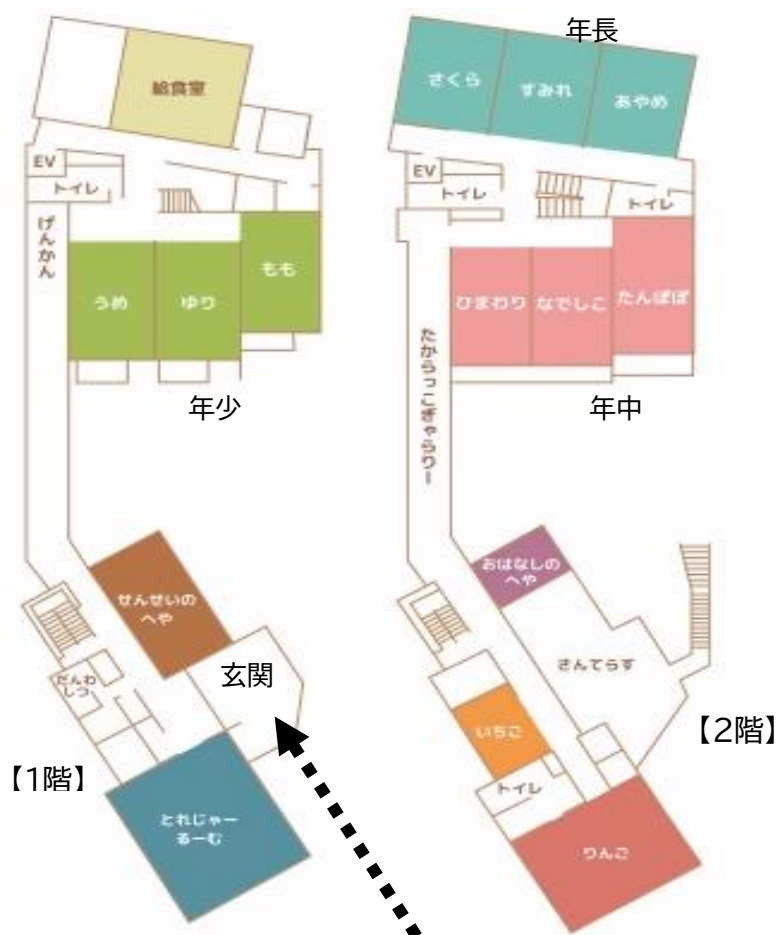 給食室
EV
トイレ
げんかん
うめ
ゆり
もも
年少
せんせいの
へや
玄関
だんわ
しつ
【1階】
とれじゃー
るーむ
年長
さくら
すみれ
あやめ
EV
トイレ
トイレ
ひまわり
なでしこ
たんぽぽ
たからっこぎゃらりー
年中
おはなしの
へや
さんてらす
【2階】
いちご
トイレ
りんご